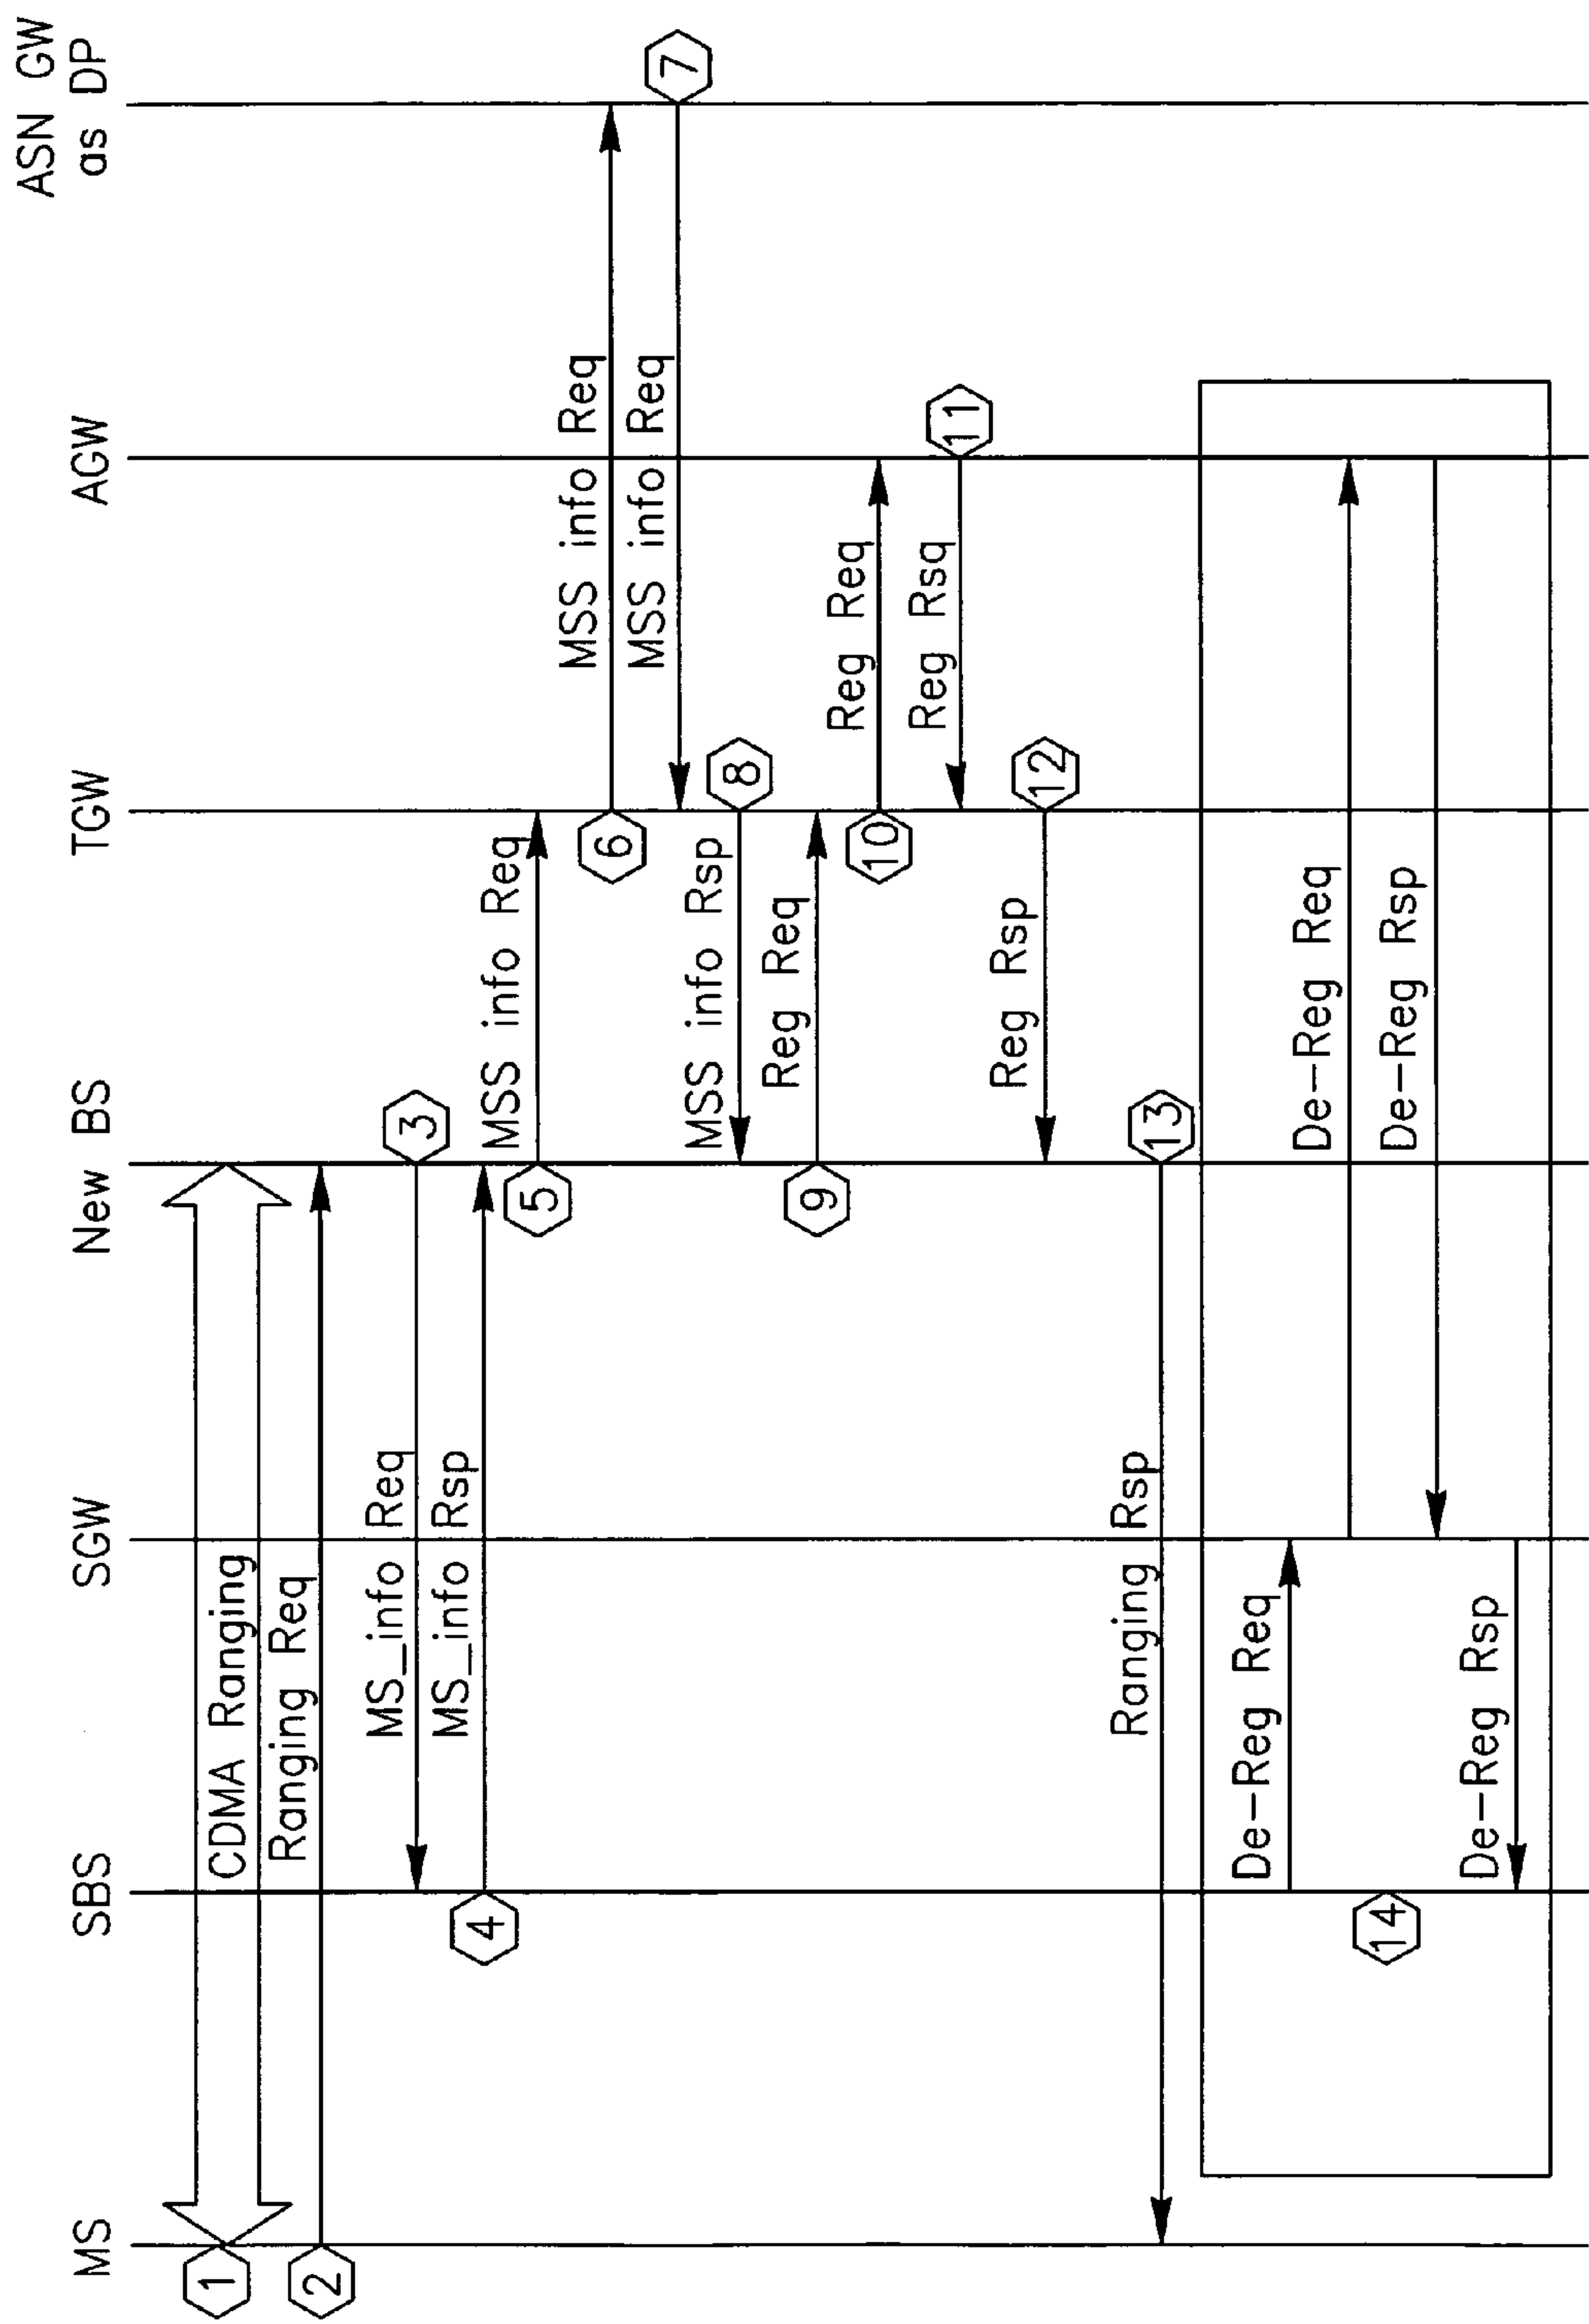 MS
SBS
SGW
New BS
TGW
AGW
ASN GW
as DP
1
CDMA Ranging
2
Ranging Req
3
MS_info Req
4
MS_info Rsp
5
MSS info Req
6
MSS info Req
7
MSS info Req
8
MSS info Rsp
9
Reg Req
10
Reg Req
11
Reg Rsq
12
Reg Rsp
13
Ranging Rsp
De-Reg Req
De-Reg Req
14
De-Reg Rsp
De-Reg Rsp